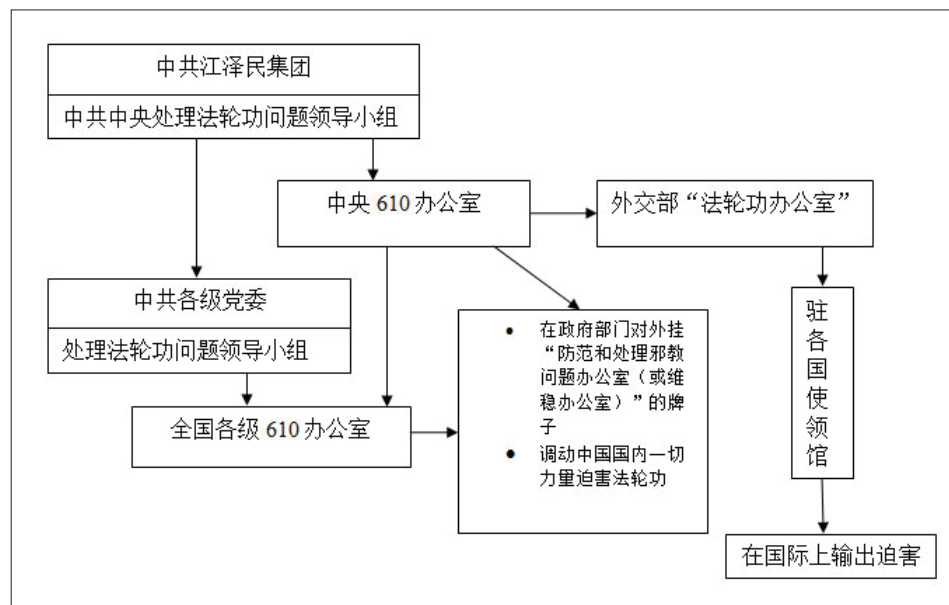 中共江泽民集团
中共中央处理法轮功问题领导小组
中央 610 办公室
外交部“法轮功办公室”
中共各级党委
处理法轮功问题领导小组
全国各级 610 办公室
● 在政府部门对外挂
“防范和处理邪教
问题办公室（或维
稳办公室）”的牌
子
● 调动中国国内一切
力量迫害法轮功
驻
各
国
使
领
馆
在国际上输出迫害